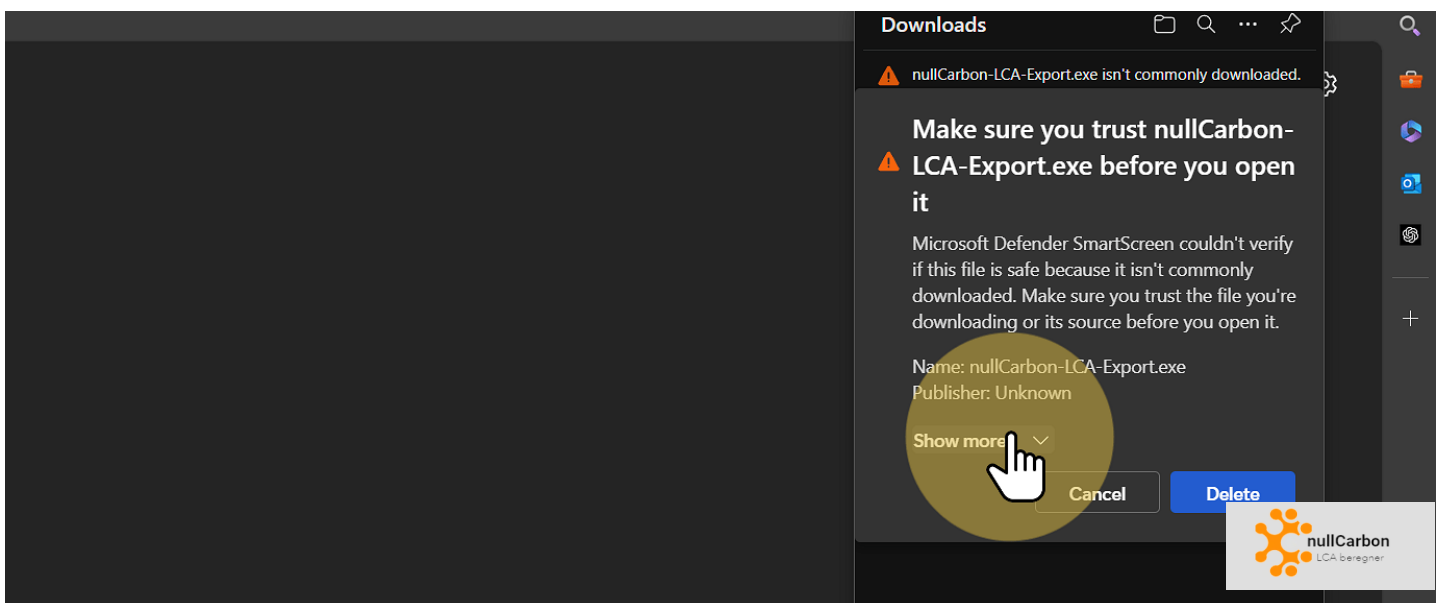 Downloads
nullCarbon-LCA-Export.exe isn't commonly downloaded.
Make sure you trust nullCarbon-
LCA-Export.exe before you open
it
Microsoft Defender SmartScreen couldn't verify
if this file is safe because it isn't commonly
downloaded. Make sure you trust the file you're
downloading or its source before you open it.
Name: nullCarbon-LCA-Export.exe
Publisher: Unknown
Show more
Cancel
Delete
nullCarbon
LCA beregner